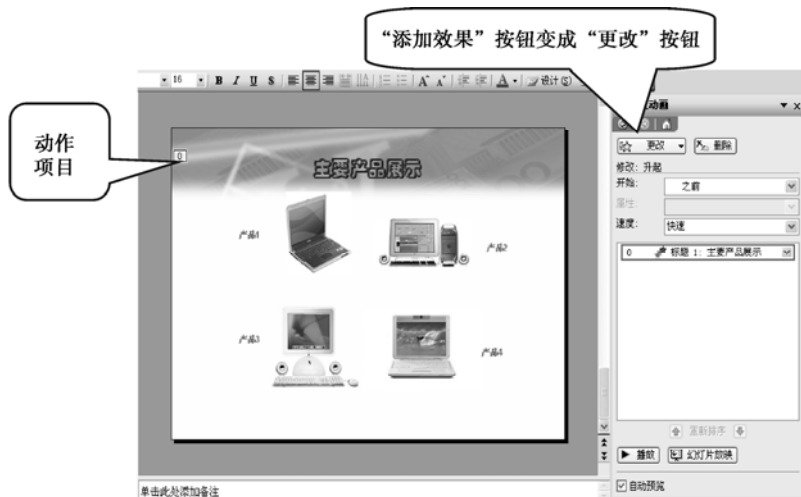 “添加效果”按钮变成“更改”按钮
16 B I U S A A A 设计(S)
动画
动作
项目
0
主要产品展示
更改 删除
修改: 升起
开始: 之前
属性:
速度: 快速
0 标题 1: 主要产品展示
产品1
产品2
产品3
产品4
重新排序
播放 幻灯片放映
自动预览
单击此处添加备注